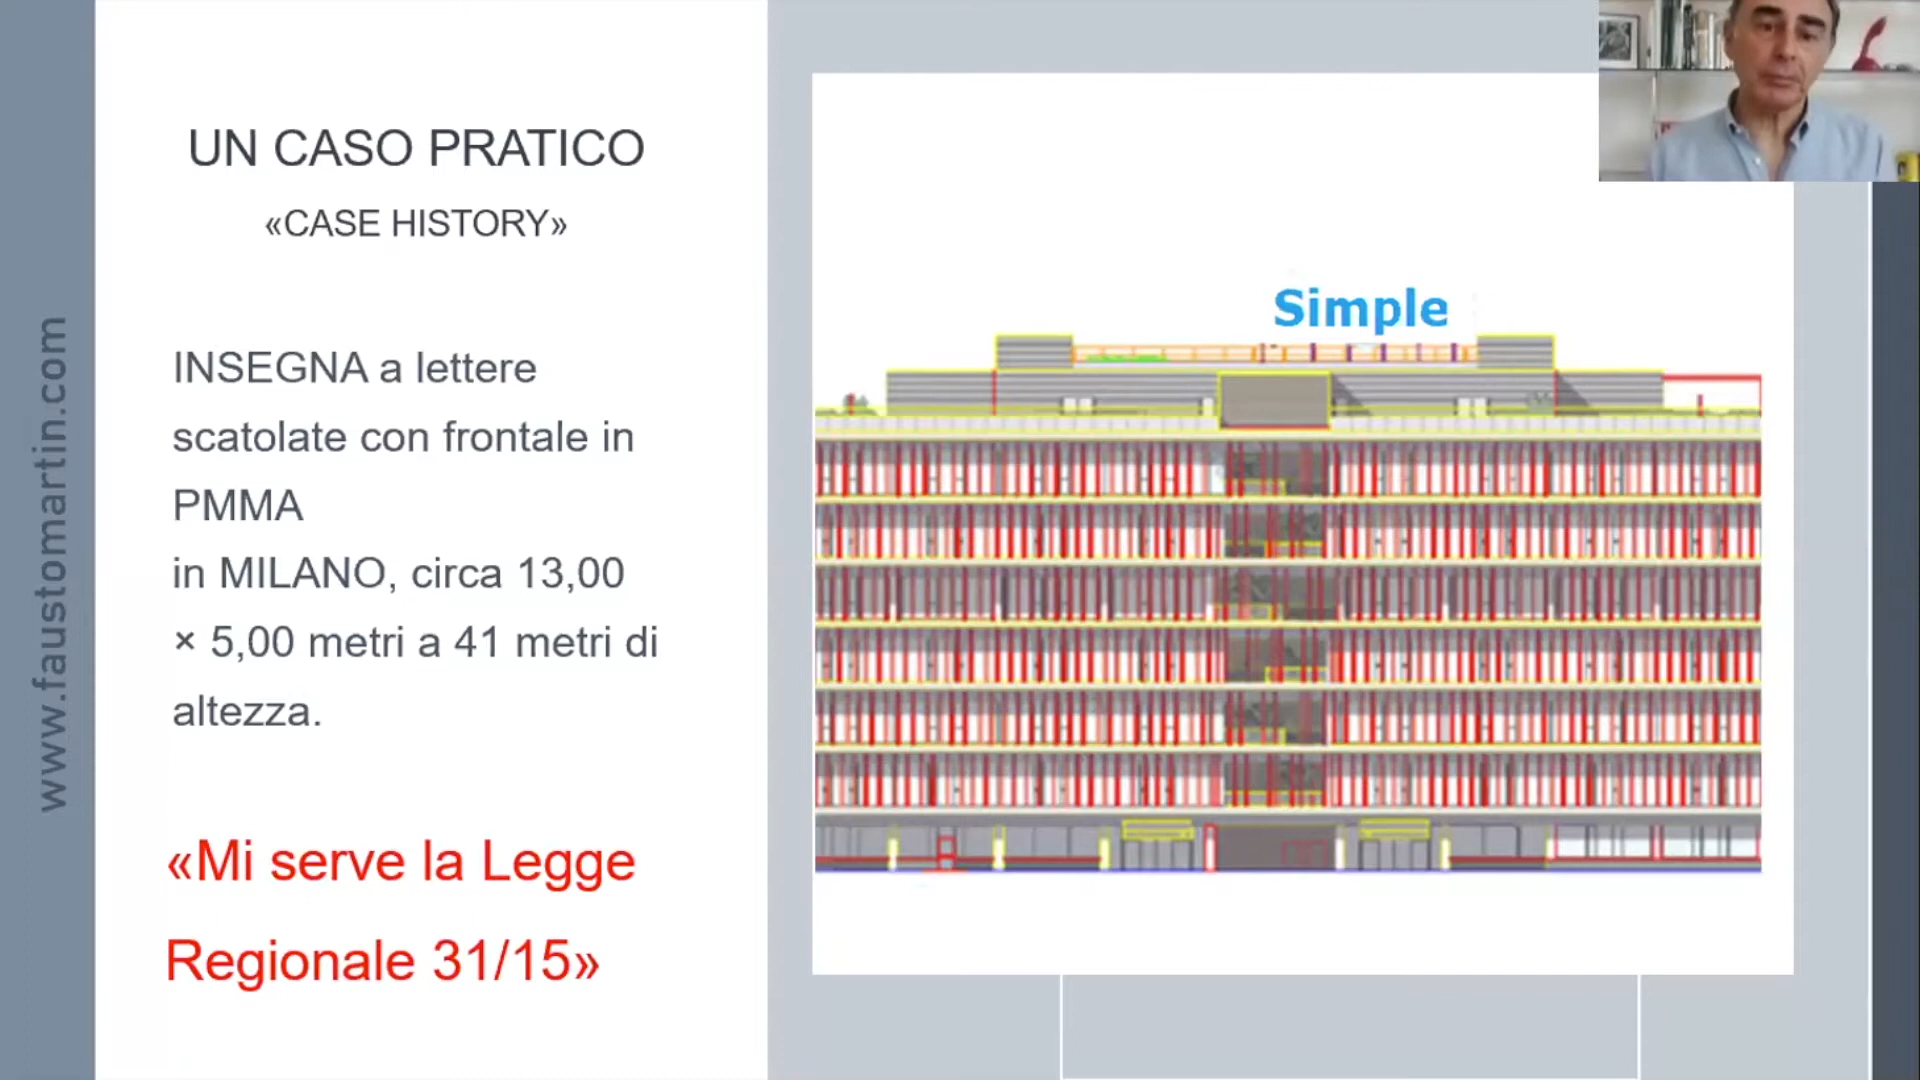 UN CASO PRATICO
«CASE HISTORY»
INSEGNA a lettere
scatolate con frontale in
PMMA
in MILANO, circa 13,00
× 5,00 metri a 41 metri di
altezza.
«Mi serve la Legge
Regionale 31/15»
www.faustomartin.com
Simple